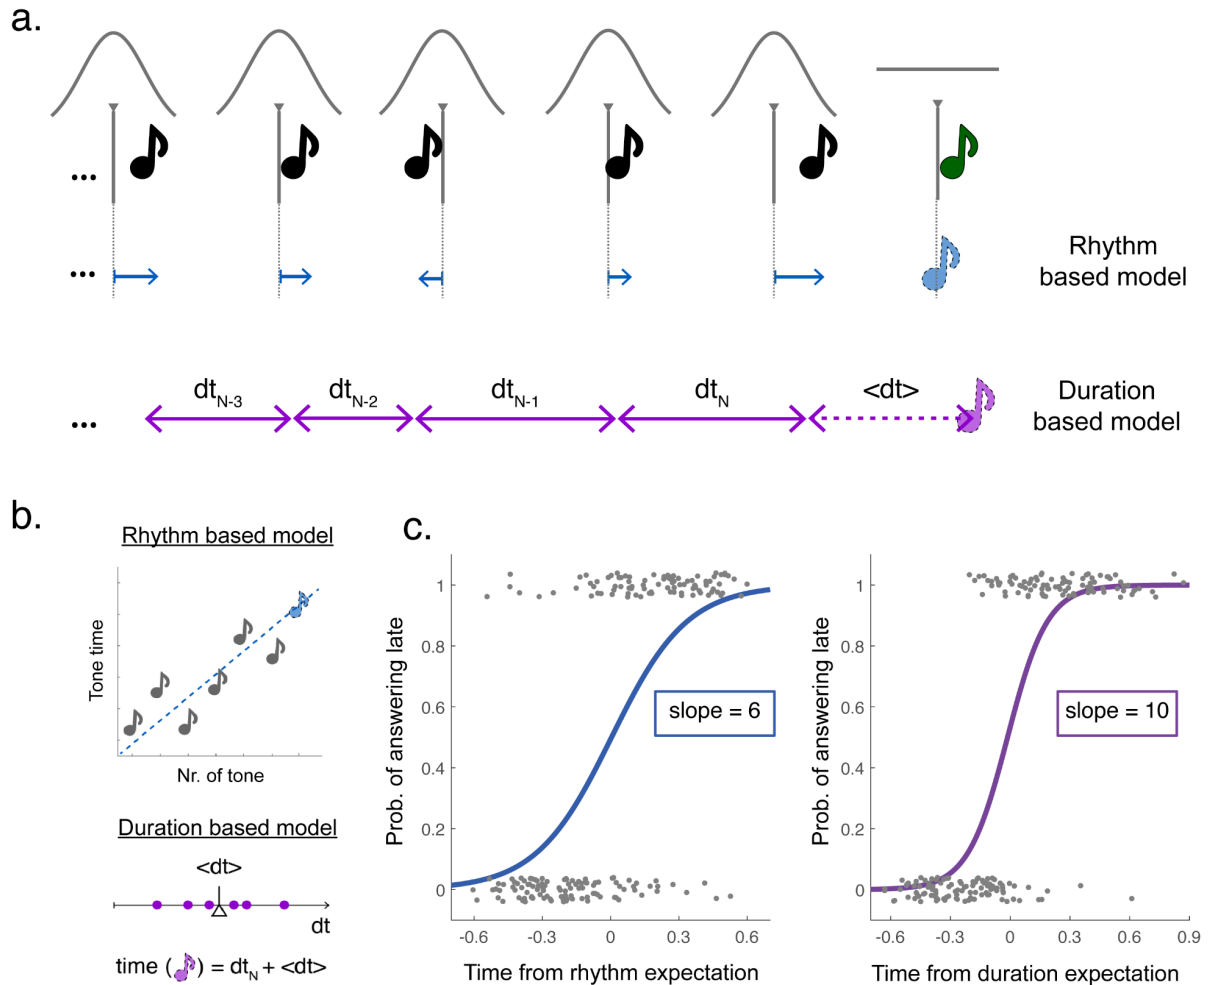 a.
...
...
Rhythm
based model
dt_{N-3}
dt_{N-2}
dt_{N-1}
dt_N
<dt>
...
Duration
based model
b.
Rhythm based model
Tone time
Nr. of tone
Duration based model
<dt>
dt
time ( ) = dt_N + <dt>
c.
Prob. of answering late
1
0.8
0.6
0.4
0.2
0
slope = 6
-0.6
-0.3
0
0.3
0.6
Time from rhythm expectation
Prob. of answering late
1
0.8
0.6
0.4
0.2
0
slope = 10
-0.6
-0.3
0
0.3
0.6
0.9
Time from duration expectation